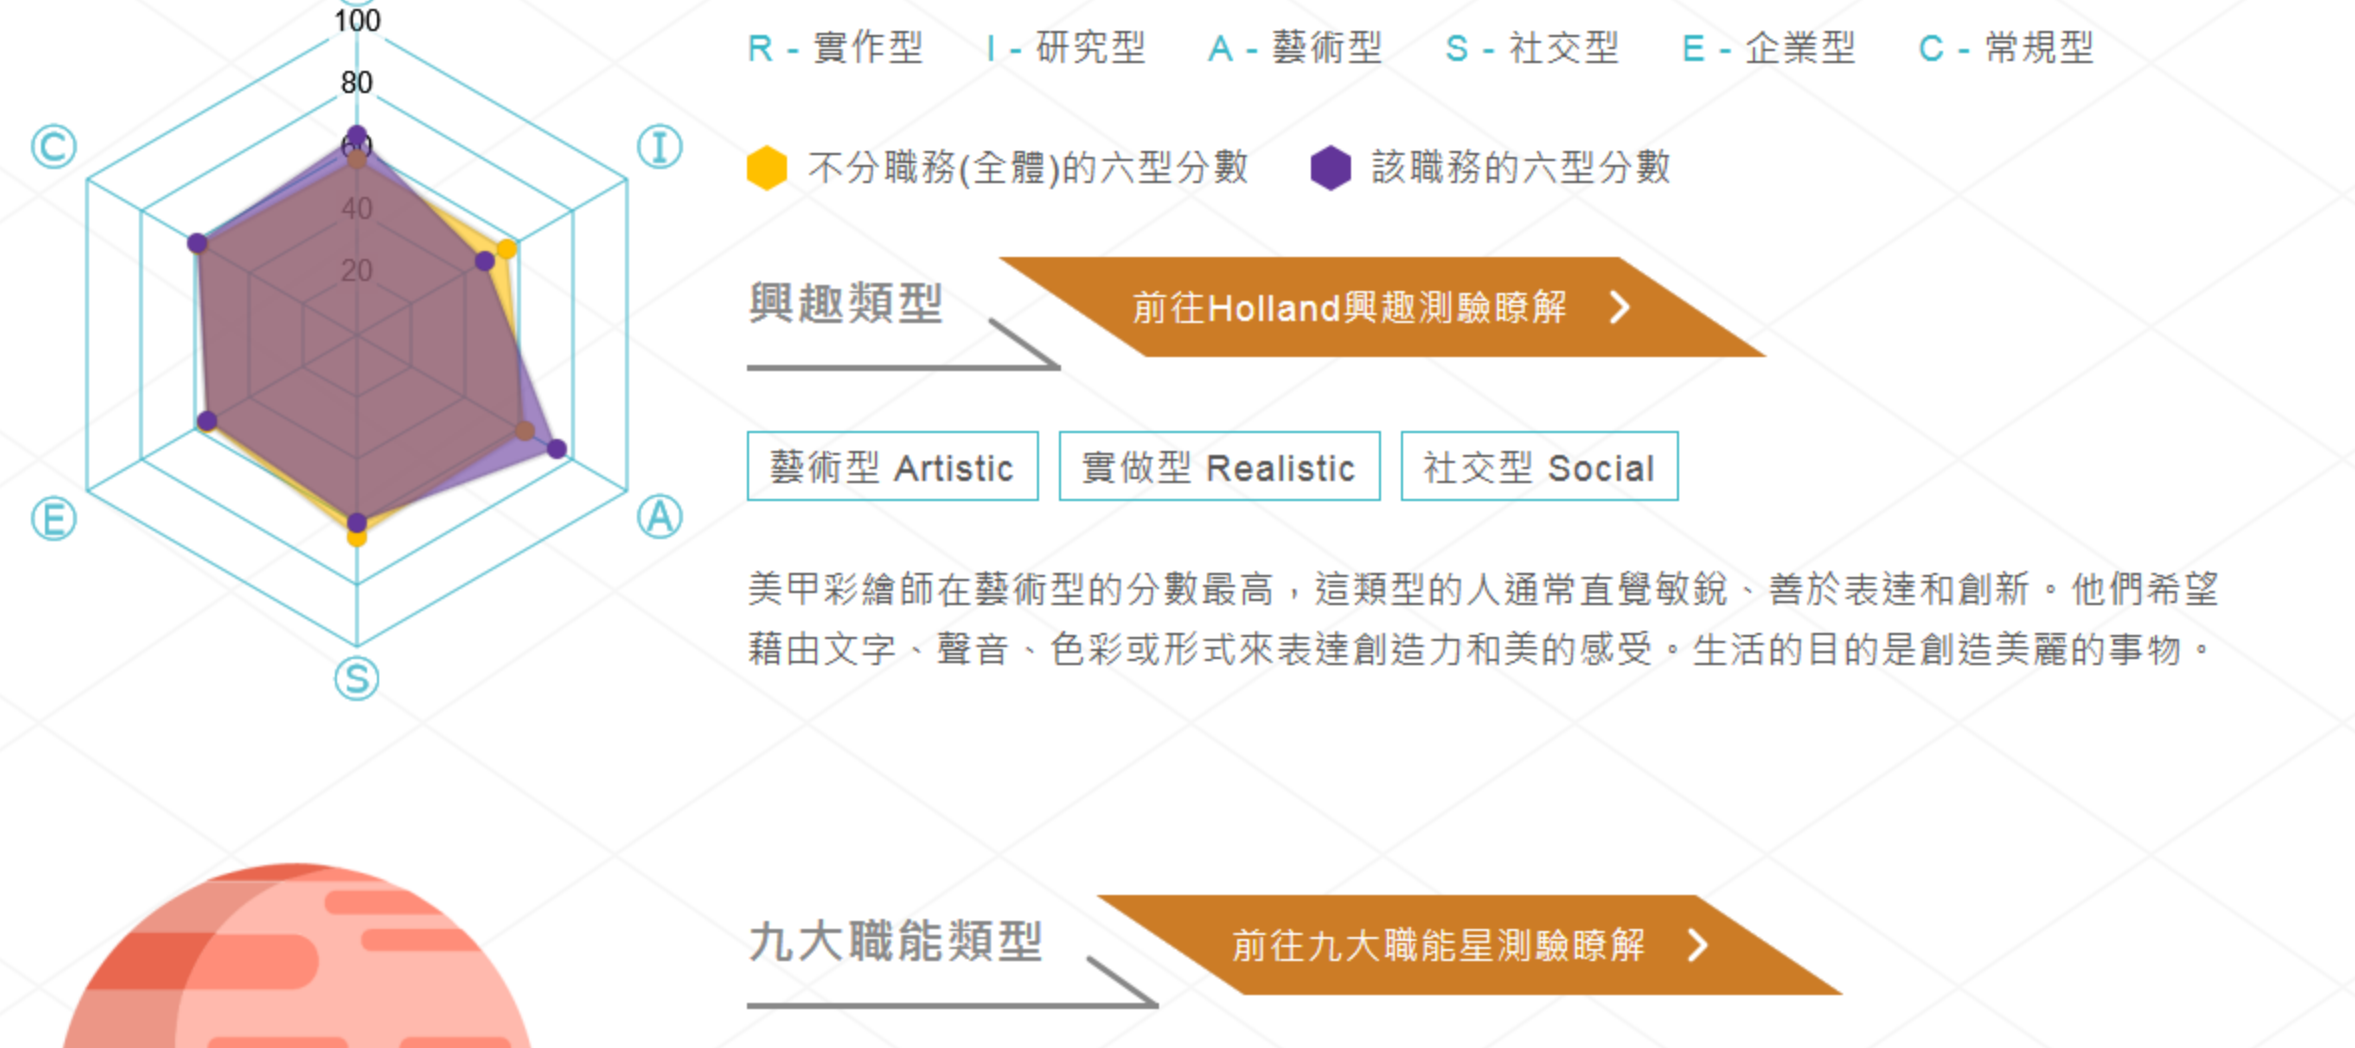 100
80
60
40
20
C
I
E
A
S
R - 實作型 I - 研究型 A - 藝術型 S - 社交型 E - 企業型 C - 常規型
不分職務(全體)的六型分數 該職務的六型分數
興趣類型 前往Holland興趣測驗瞭解
藝術型 Artistic 實做型 Realistic 社交型 Social
美甲彩繪師在藝術型的分數最高，這類型的人通常直覺敏銳、善於表達和創新。他們希望
藉由文字、聲音、色彩或形式來表達創造力和美的感受。生活的目的是創造美麗的事物。
九大職能類型 前往九大職能星測驗瞭解